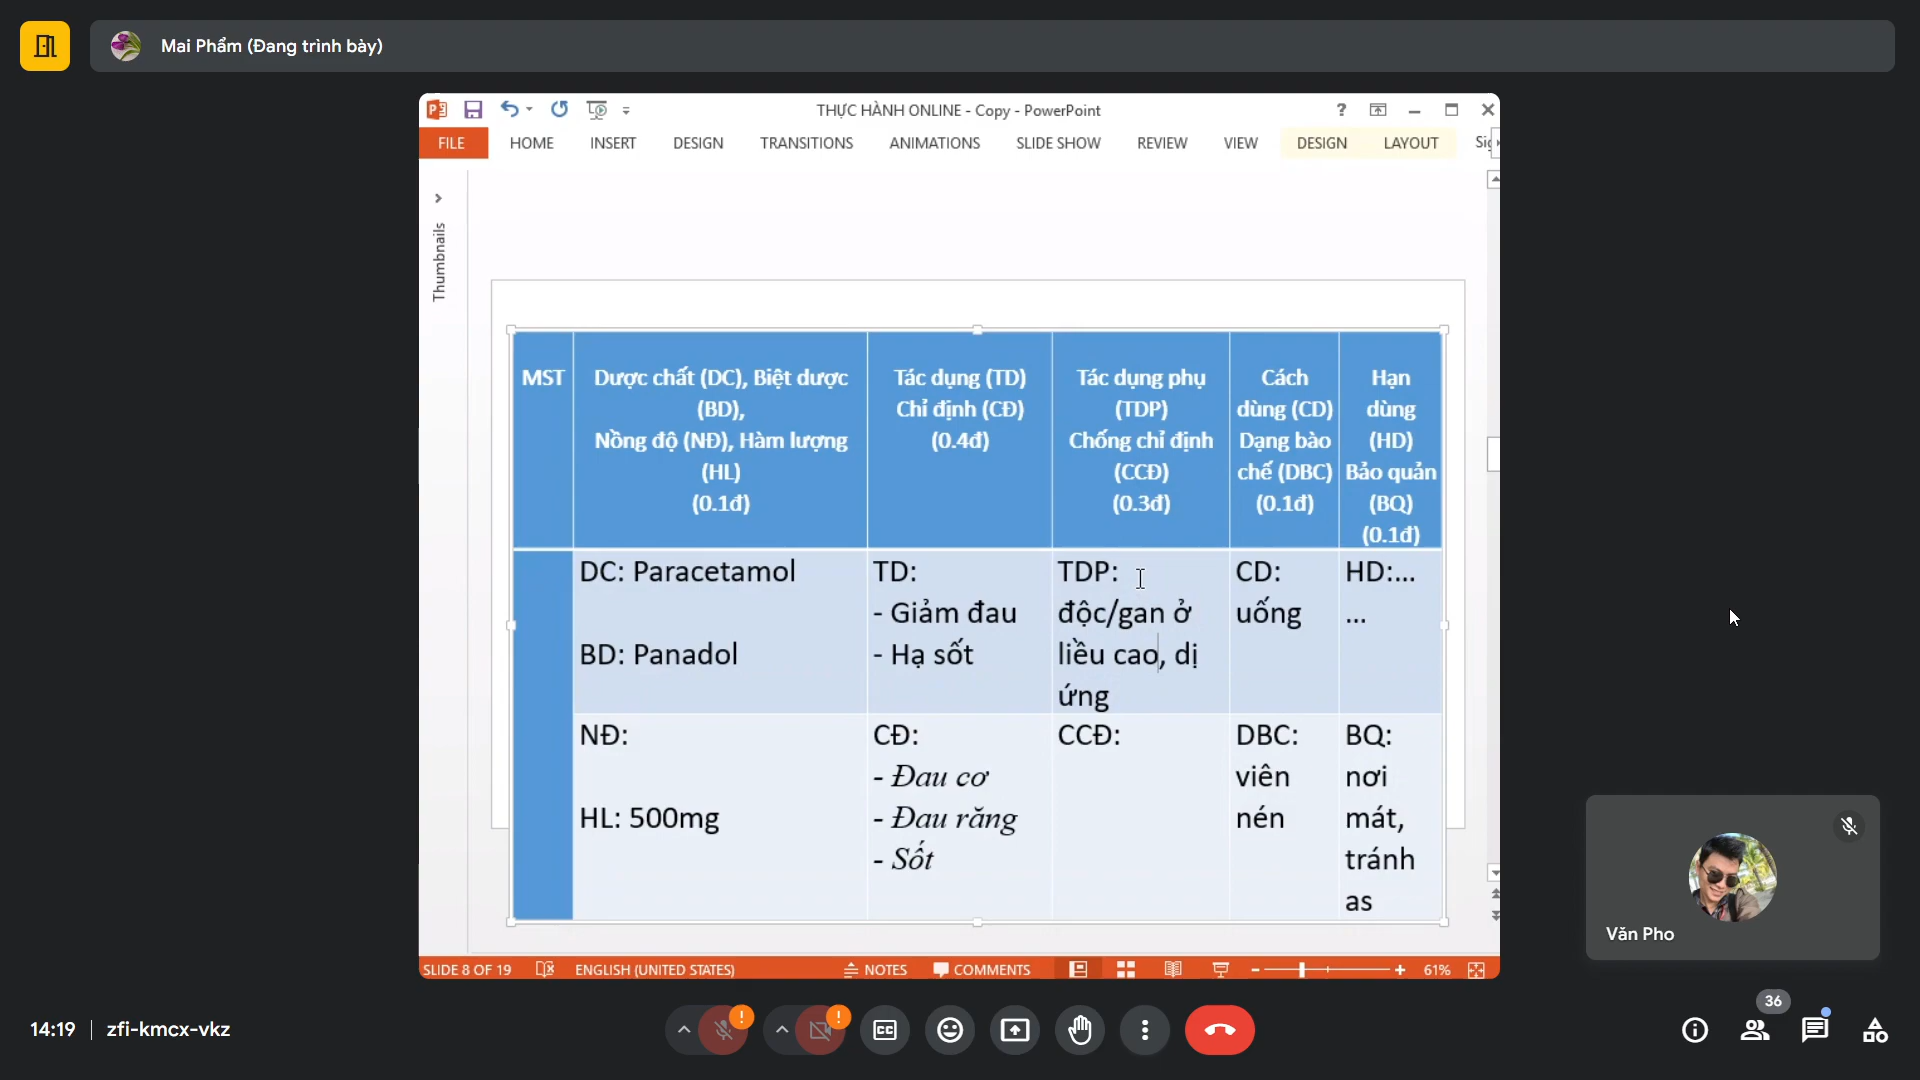 Mai Phẩm (Đang trình bày)
THỰC HÀNH ONLINE - Copy - PowerPoint
?
FILE
HOME
INSERT
DESIGN
TRANSITIONS
ANIMATIONS
SLIDE SHOW
REVIEW
VIEW
DESIGN
LAYOUT
Thumbnails
MST
Dược chất (DC), Biệt dược
(BD),
Nồng độ (NĐ), Hàm lượng
(HL)
(0.1đ)
Tác dụng (TD)
Chỉ định (CĐ)
(0.4đ)
Tác dụng phụ
(TDP)
Chống chỉ định
(CCĐ)
(0.3đ)
Cách
dùng (CD)
Dạng bào
chế (DBC)
(0.1đ)
Hạn
dùng
(HD)
Bảo quản
(BQ)
(0.1đ)
DC: Paracetamol
BD: Panadol
TD:
- Giảm đau
- Hạ sốt
TDP:
độc/gan ở
liều cao, dị
ứng
CD:
uống
HD:...
...
NĐ:
HL: 500mg
CĐ:
- Đau cơ
- Đau răng
- Sốt
CCĐ:
DBC:
viên
nén
BQ:
nơi
mát,
tránh
as
SLIDE 8 OF 19
ENGLISH (UNITED STATES)
NOTES
COMMENTS
61%
Văn Pho
14:19
zfi-kmcx-vkz
36